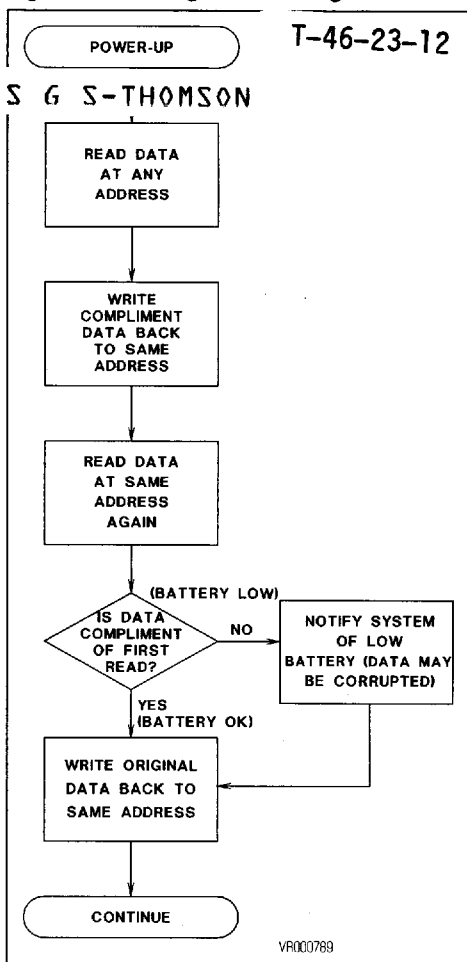 POWER-UP
T-46-23-12
S G S-THOMSON
READ DATA
AT ANY
ADDRESS
WRITE
COMPLIMENT
DATA BACK
TO SAME
ADDRESS
READ DATA
AT SAME
ADDRESS
AGAIN
(BATTERY LOW)
IS DATA
COMPLIMENT
OF FIRST
READ?
NO
NOTIFY SYSTEM
OF LOW
BATTERY (DATA MAY
BE CORRUPTED)
YES
(BATTERY OK)
WRITE ORIGINAL
DATA BACK TO
SAME ADDRESS
CONTINUE
VR000789